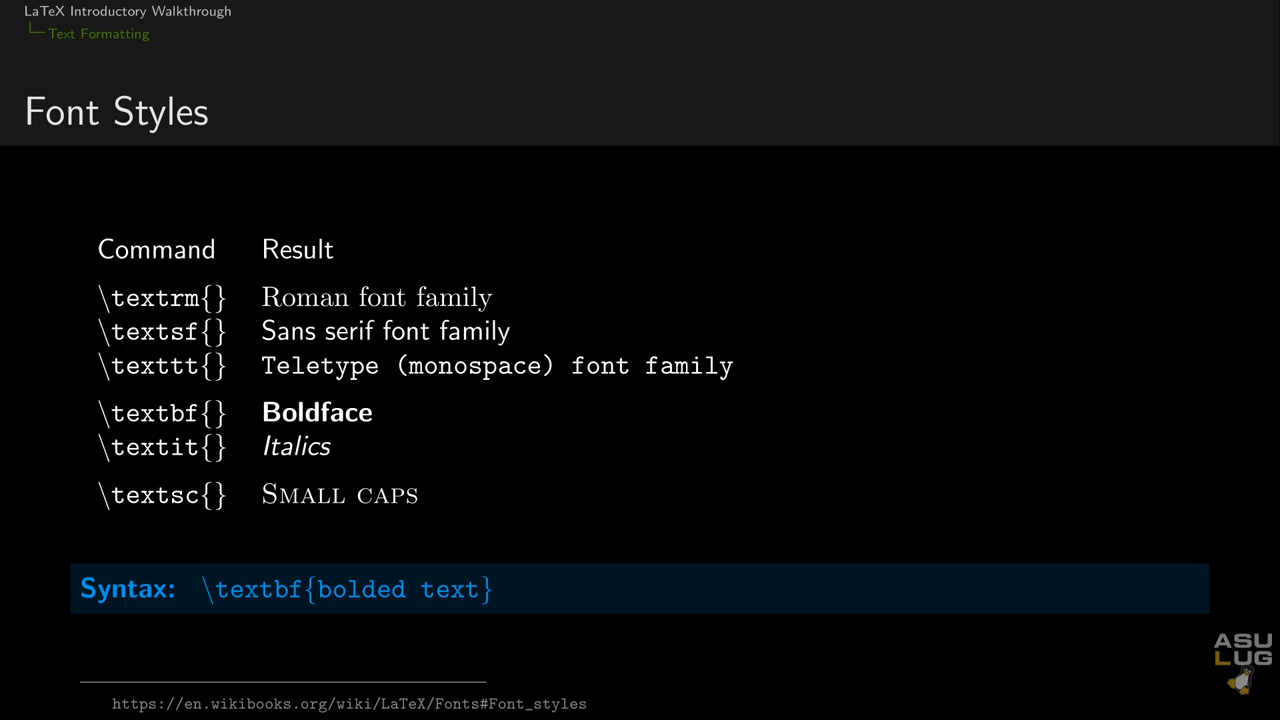 LaTeX Introductory Walkthrough
Text Formatting
Font Styles
Command Result
\textrm{} Roman font family
\textsf{} Sans serif font family
\texttt{} Teletype (monospace) font family
\textbf{} Boldface
\textit{} Italics
\textsc{} Small caps
Syntax: \textbf{bolded text}
ASU
LUG
https://en.wikibooks.org/wiki/LaTeX/Fonts#Font_styles